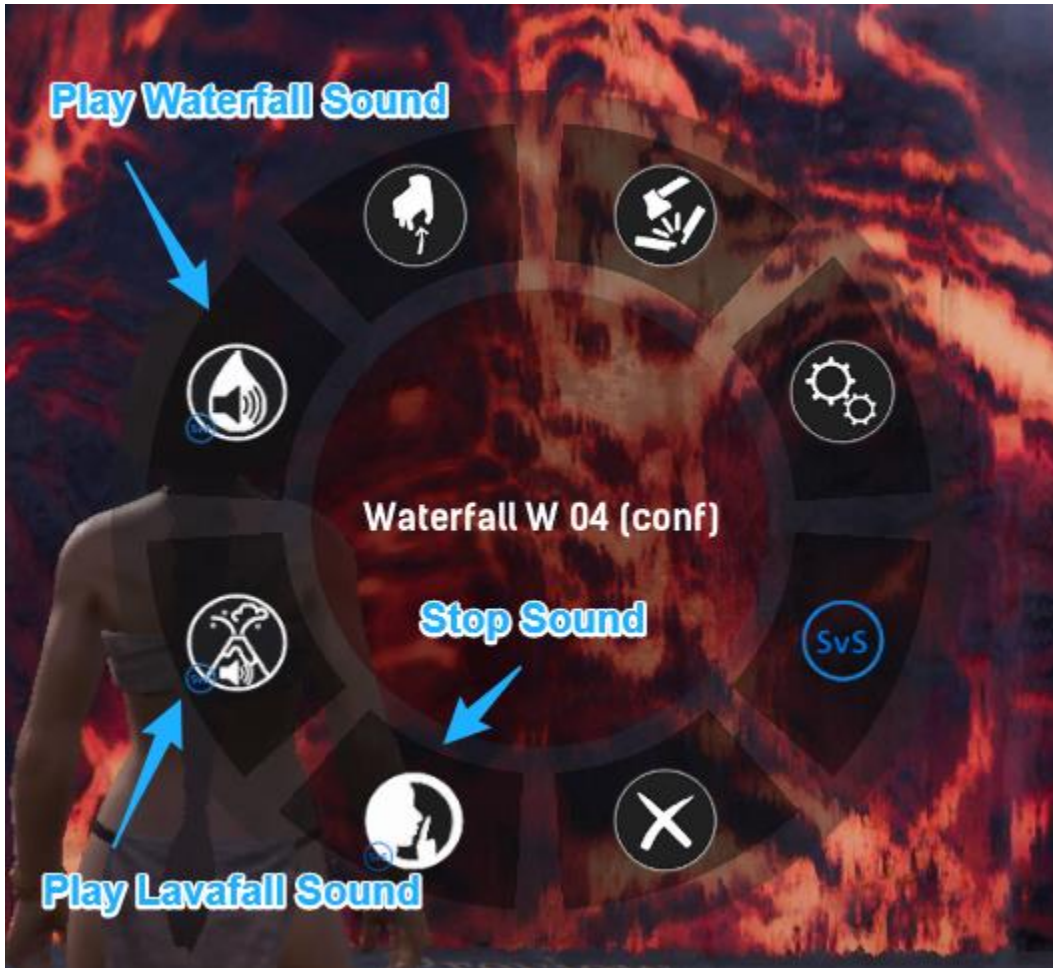 Play Waterfall Sound
Waterfall W 04 (conf)
Stop Sound
SvS
Play Lavafall Sound